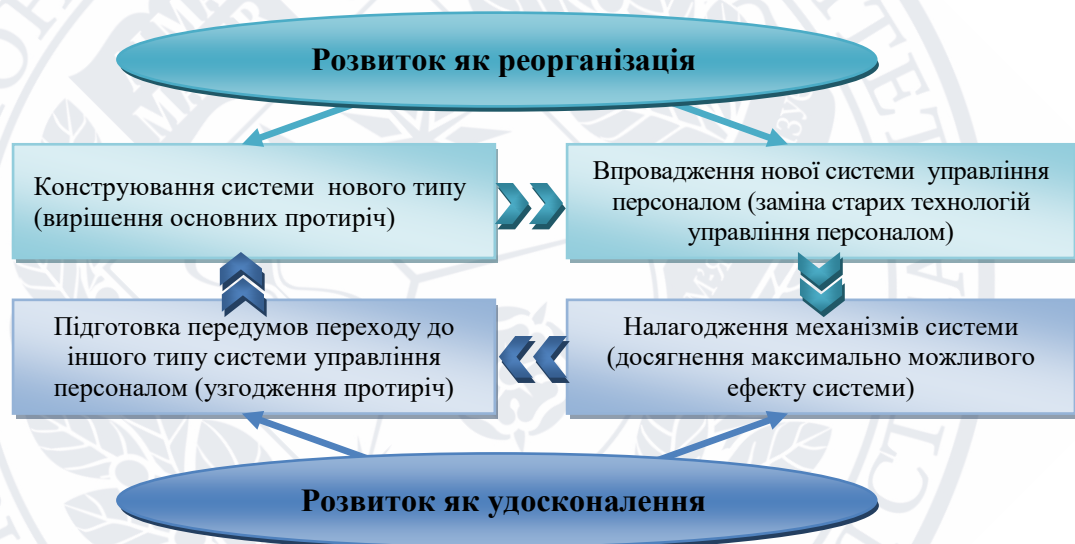 Розвиток як реорганізація
Конструювання системи нового типу
(вирішення основних протиріч)
Впровадження нової системи управління
персоналом (заміна старих технологій
управління персоналом)
Підготовка передумов переходу до
іншого типу системи управління
персоналом (узгодження протиріч)
Налагодження механізмів системи
(досягнення максимально можливого
ефекту системи)
Розвиток як удосконалення